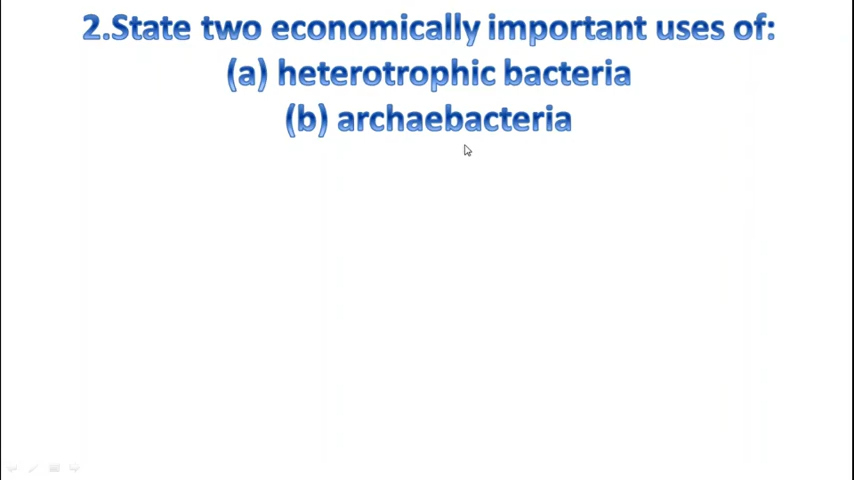 2.State two economically important uses of:
(a) heterotrophic bacteria
(b) archaebacteria